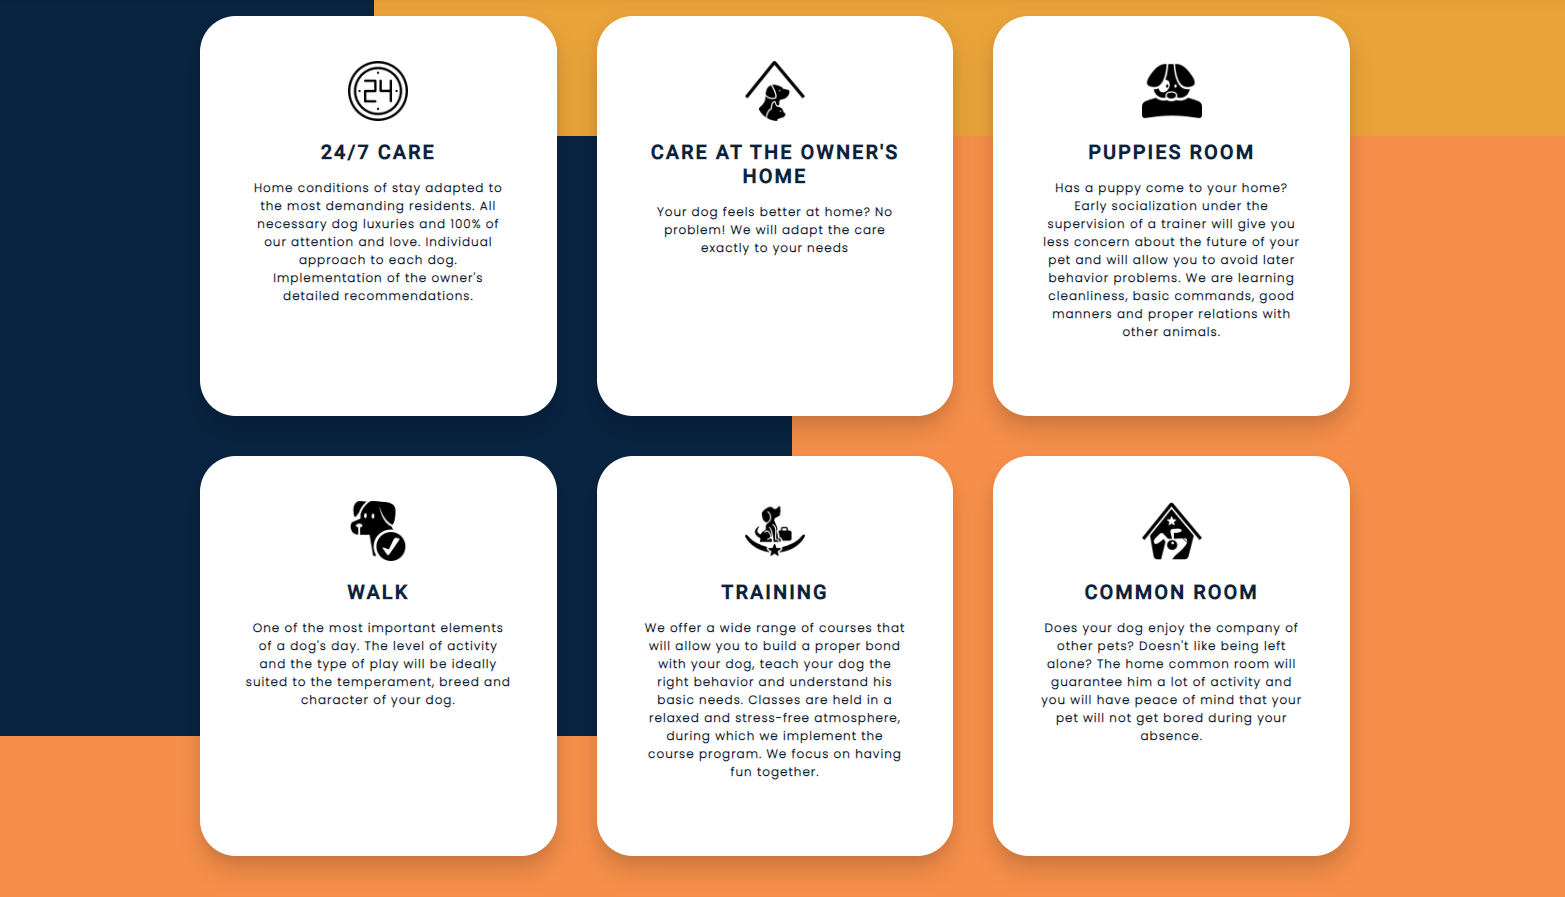 24
24/7 CARE
Home conditions of stay adapted to
the most demanding residents. All
necessary dog luxuries and 100% of
our attention and love. Individual
approach to each dog.
Implementation of the owner's
detailed recommendations.
CARE AT THE OWNER'S
HOME
Your dog feels better at home? No
problem! We will adapt the care
exactly to your needs
PUPPIES ROOM
Has a puppy come to your home?
Early socialization under the
supervision of a trainer will give you
less concern about the future of your
pet and will allow you to avoid later
behavior problems. We are learning
cleanliness, basic commands, good
manners and proper relations with
other animals.
WALK
One of the most important elements
of a dog's day. The level of activity
and the type of play will be ideally
suited to the temperament, breed and
character of your dog.
TRAINING
We offer a wide range of courses that
will allow you to build a proper bond
with your dog, teach your dog the
right behavior and understand his
basic needs. Classes are held in a
relaxed and stress-free atmosphere,
during which we implement the
course program. We focus on having
fun together.
COMMON ROOM
Does your dog enjoy the company of
other pets? Doesn't like being left
alone? The home common room will
guarantee him a lot of activity and
you will have peace of mind that your
pet will not get bored during your
absence.